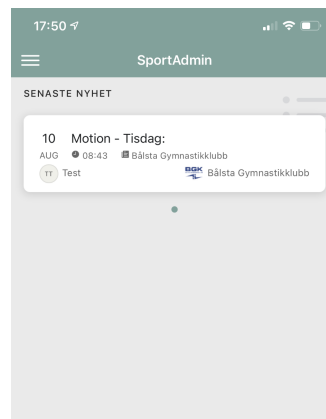 17:50
SportAdmin
SENASTE NYHET
10 Motion - Tisdag:
AUG 08:43 Bålsta Gymnastikklubb
TT Test BGK Bålsta Gymnastikklubb